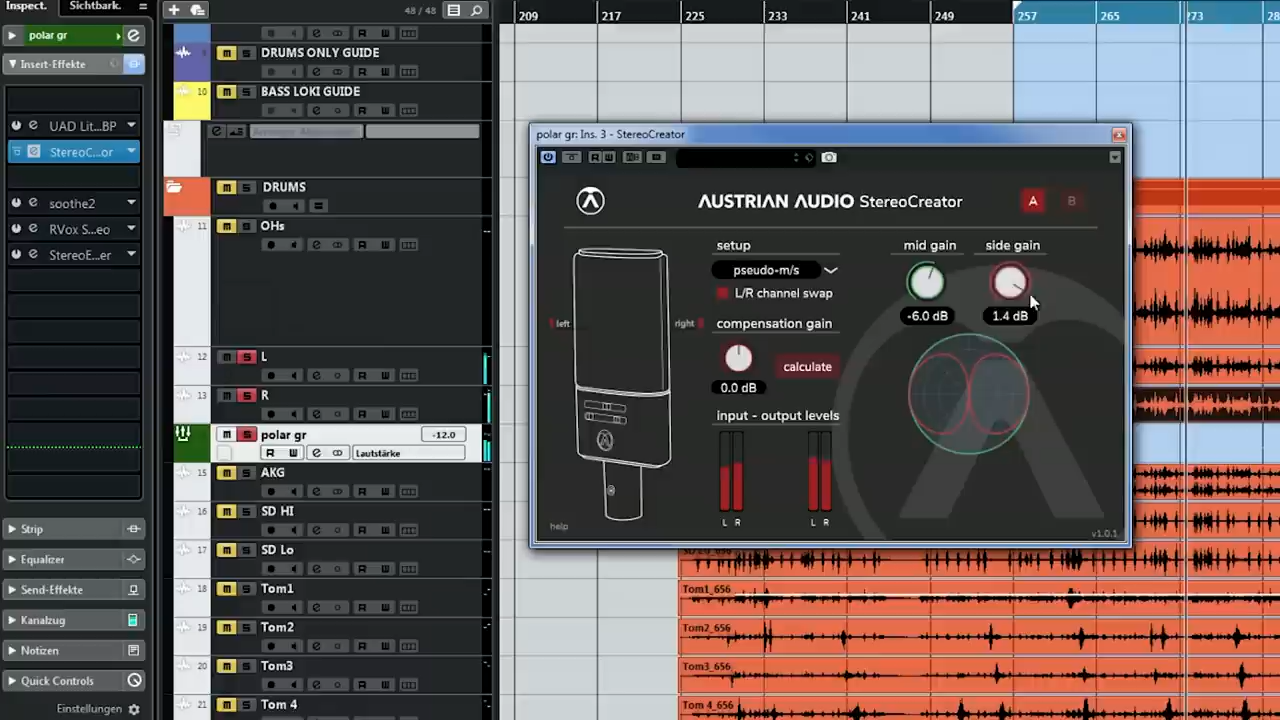 Inspect.
Sichtbark.
48 / 48
209
217
225
233
241
249
257
265
273
polar gr
Insert-Effekte
UAD Lit...BP
StereoC...or
soothe2
RVox S...eo
StereoE...er
Strip
Equalizer
Send-Effekte
Kanalzug
Notizen
Quick Controls
Einstellungen
DRUMS ONLY GUIDE
10
BASS LOKI GUIDE
DRUMS
11
OHs
12
L
13
R
polar gr
-12.0
Lautstärke
15
AKG
16
SD HI
17
SD Lo
18
Tom1
19
Tom2
20
Tom3
21
Tom 4
polar gr: Ins. 3 - StereoCreator
AUSTRIAN AUDIO StereoCreator
A
B
setup
mid gain
side gain
pseudo-m/s
L/R channel swap
-6.0 dB
1.4 dB
left
right
compensation gain
calculate
0.0 dB
input - output levels
L R
L R
help
v1.0.1
Tom1_656
Tom2_656
Tom3_656
Tom 4_656